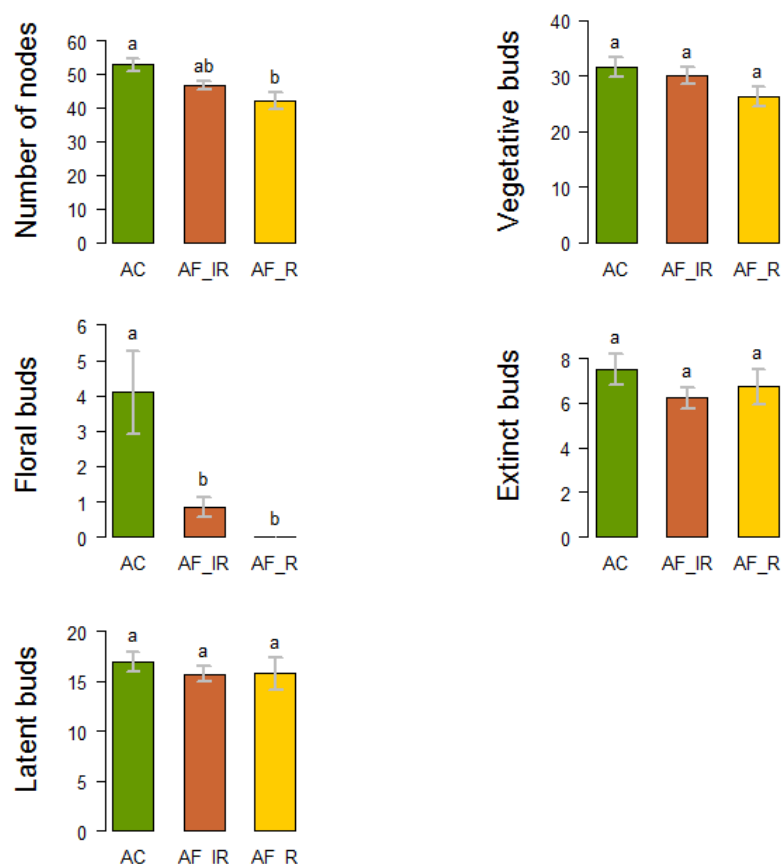 Number of nodes
60
50
40
30
20
10
0
a
ab
b
AC AF_IR AF_R
Vegetative buds
40
30
20
10
0
a
a
a
AC AF_IR AF_R
Floral buds
6
5
4
3
2
1
0
a
b
b
AC AF_IR AF_R
Extinct buds
8
6
4
2
0
a
a
a
AC AF_IR AF_R
Latent buds
20
15
10
5
0
a
a
a
AC AF_IR AF_R